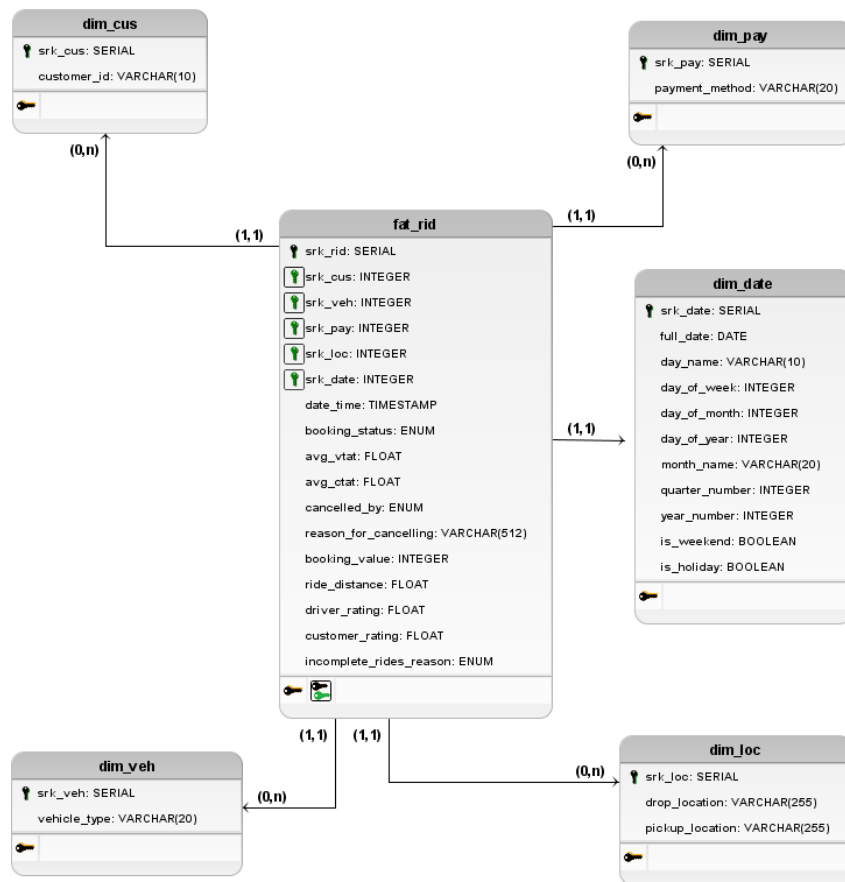 dim_cus
srk_cus: SERIAL
customer_id: VARCHAR(10)
dim_pay
srk_pay: SERIAL
payment_method: VARCHAR(20)
(0,n)
(0,n)
(1,1)
(1,1)
fat_rid
srk_rid: SERIAL
srk_cus: INTEGER
srk_veh: INTEGER
srk_pay: INTEGER
srk_loc: INTEGER
srk_date: INTEGER
date_time: TIMESTAMP
booking_status: ENUM
avg_vtat: FLOAT
avg_ctat: FLOAT
cancelled_by: ENUM
reason_for_cancelling: VARCHAR(512)
booking_value: INTEGER
ride_distance: FLOAT
driver_rating: FLOAT
customer_rating: FLOAT
incomplete_rides_reason: ENUM
(1,1)
dim_date
srk_date: SERIAL
full_date: DATE
day_name: VARCHAR(10)
day_of_week: INTEGER
day_of_month: INTEGER
day_of_year: INTEGER
month_name: VARCHAR(20)
quarter_number: INTEGER
year_number: INTEGER
is_weekend: BOOLEAN
is_holiday: BOOLEAN
(1,1)
(1,1)
dim_veh
srk_veh: SERIAL
vehicle_type: VARCHAR(20)
(0,n)
(0,n)
dim_loc
srk_loc: SERIAL
drop_location: VARCHAR(255)
pickup_location: VARCHAR(255)